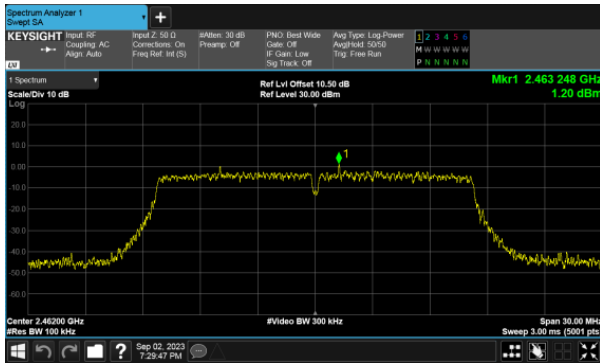 Spectrum Analyzer 1
Swept SA
+
KEYSIGHT
Input: RF
Coupling: AC
Align: Auto
Input Z: 50 Ω
Corrections: On
Freq Ref: Int (S)
#Atten: 30 dB
Preamp: Off
PNO: Best Wide
Gate: Off
IF Gain: Low
Sig Track: Off
Avg Type: Log-Power
Avg|Hold: 50/50
Trig: Free Run
1 2 3 4 5 6
M W W W W W
P N N N N N
LXI
1 Spectrum
Scale/Div 10 dB
Ref Lvl Offset 10.50 dB
Ref Level 30.00 dBm
Mkr1 2.463 248 GHz
1.20 dBm
Log
20.0
10.0
0.00
1
-10.0
-20.0
-30.0
-40.0
-50.0
-60.0
Center 2.46200 GHz
#Res BW 100 kHz
#Video BW 300 kHz
Span 30.00 MHz
Sweep 3.00 ms (5001 pts)
?
Sep 02, 2023
7:29:47 PM